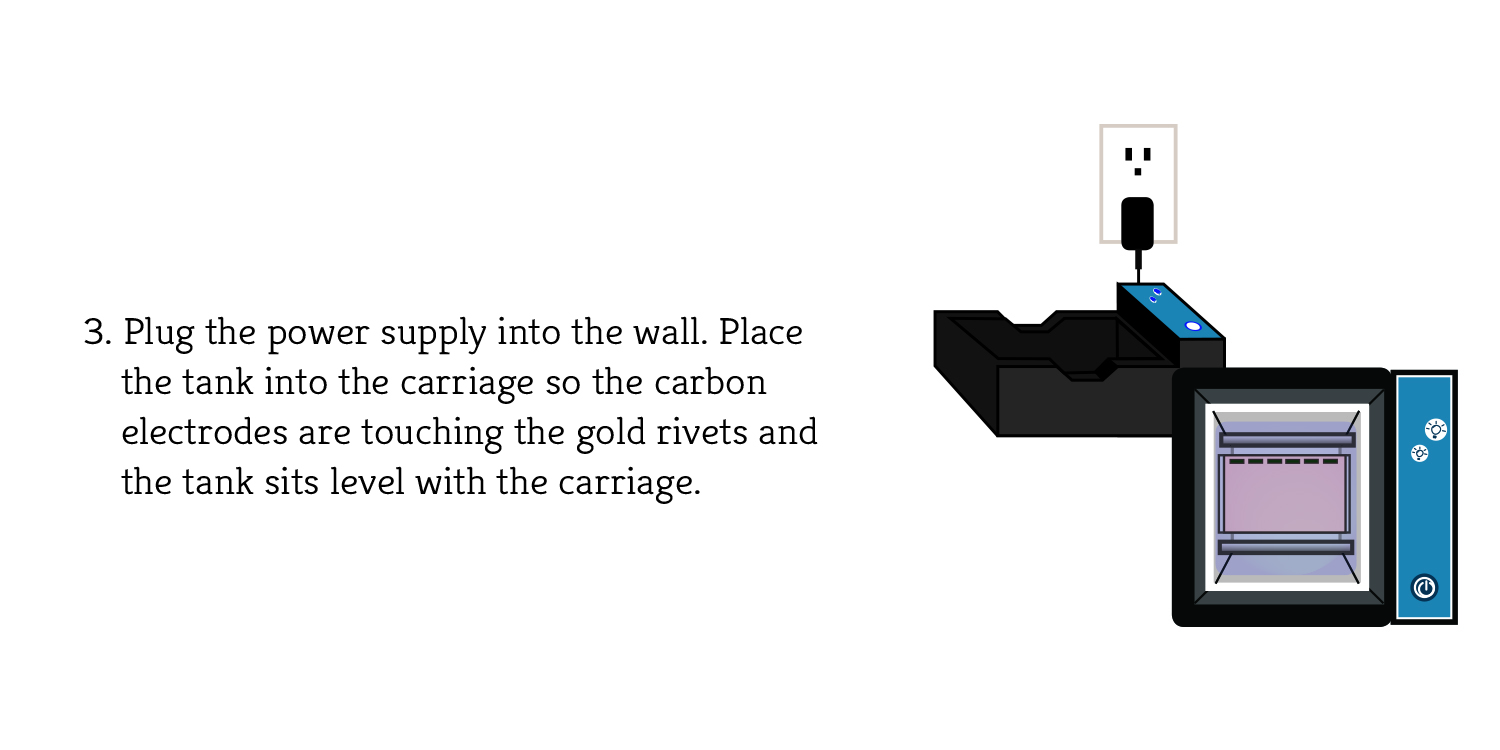 3. Plug the power supply into the wall. Place
the tank into the carriage so the carbon
electrodes are touching the gold rivets and
the tank sits level with the carriage.